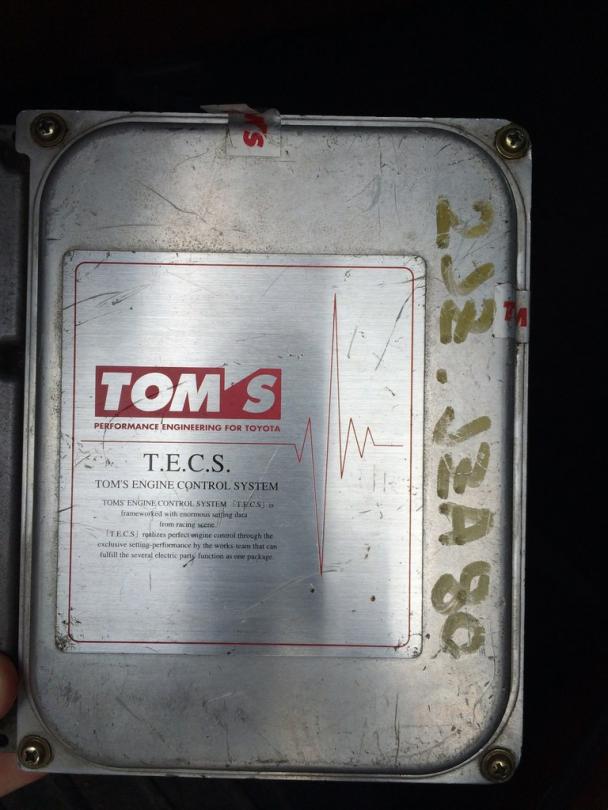 TOM'S
PERFORMANCE ENGINEERING FOR TOYOTA
T.E.C.S.
TOM'S ENGINE CONTROL SYSTEM
TOMS' ENGINE CONTROL SYSTEM 「T.E.C.S」 is
frameworked with enormous setting data
from racing scene.
「T.E.C.S」 realizes perfect engine control through the
exclusive setting-performance by the works-team that can
fulfill the several electric parts' function as one package.
2JZ. JZA80